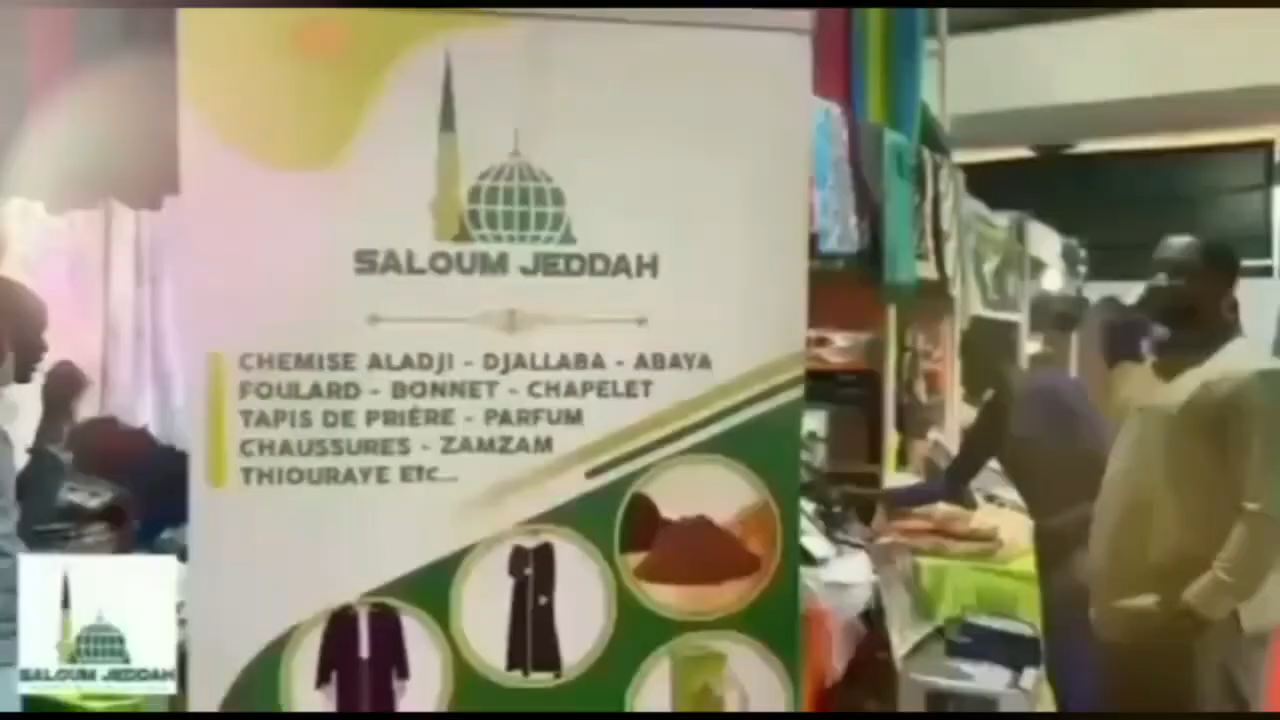 SALOUM JEDDAH
CHEMISE ALADJI - DJALLABA - ABAYA
FOULARD - BONNET - CHAPELET
TAPIS DE PRIÈRE - PARFUM
CHAUSSURES - ZAMZAM
THIOURAYE ETC...
SALOUM JEDDAH